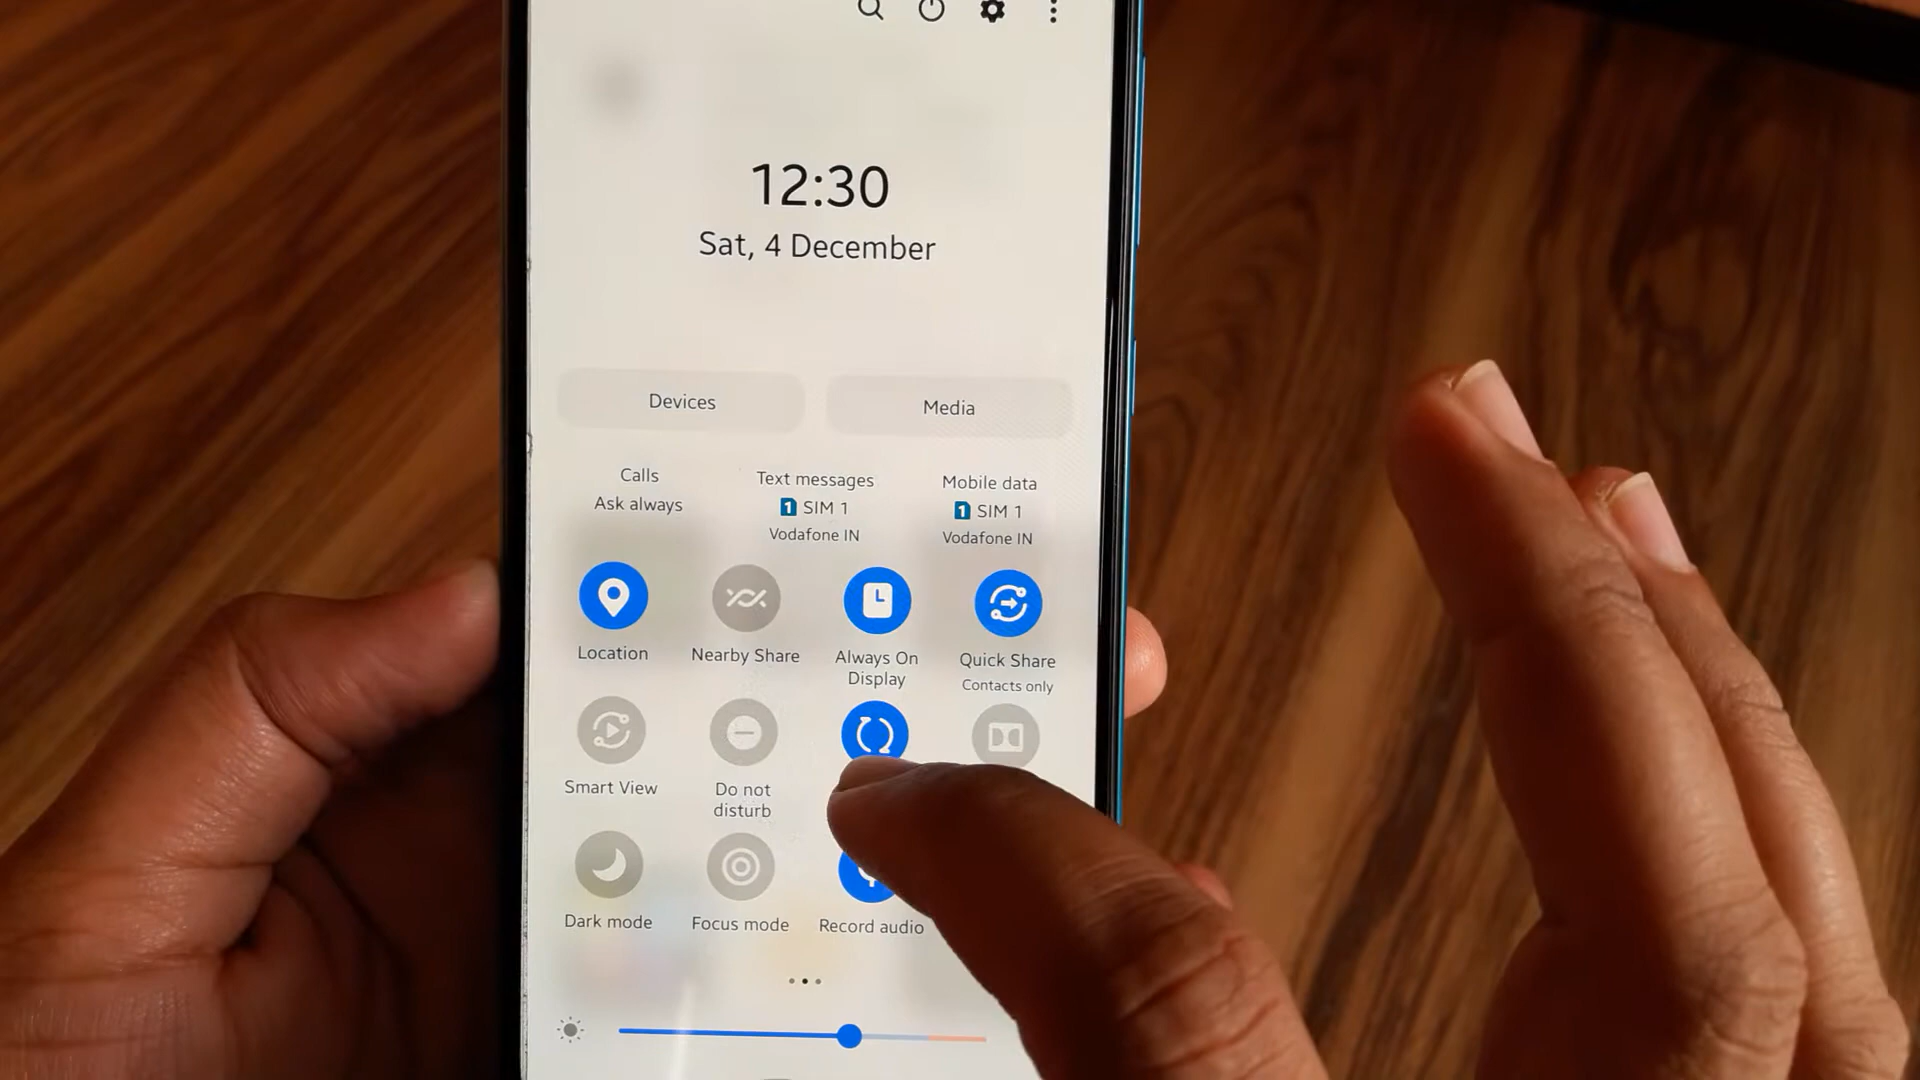 12:30
Sat, 4 December
Devices
Media
Calls
Ask always
Text messages
1 SIM 1
Vodafone IN
Mobile data
1 SIM 1
Vodafone IN
Location
Nearby Share
Always On
Display
Quick Share
Contacts only
Smart View
Do not
disturb
Dark mode
Focus mode
Record audio